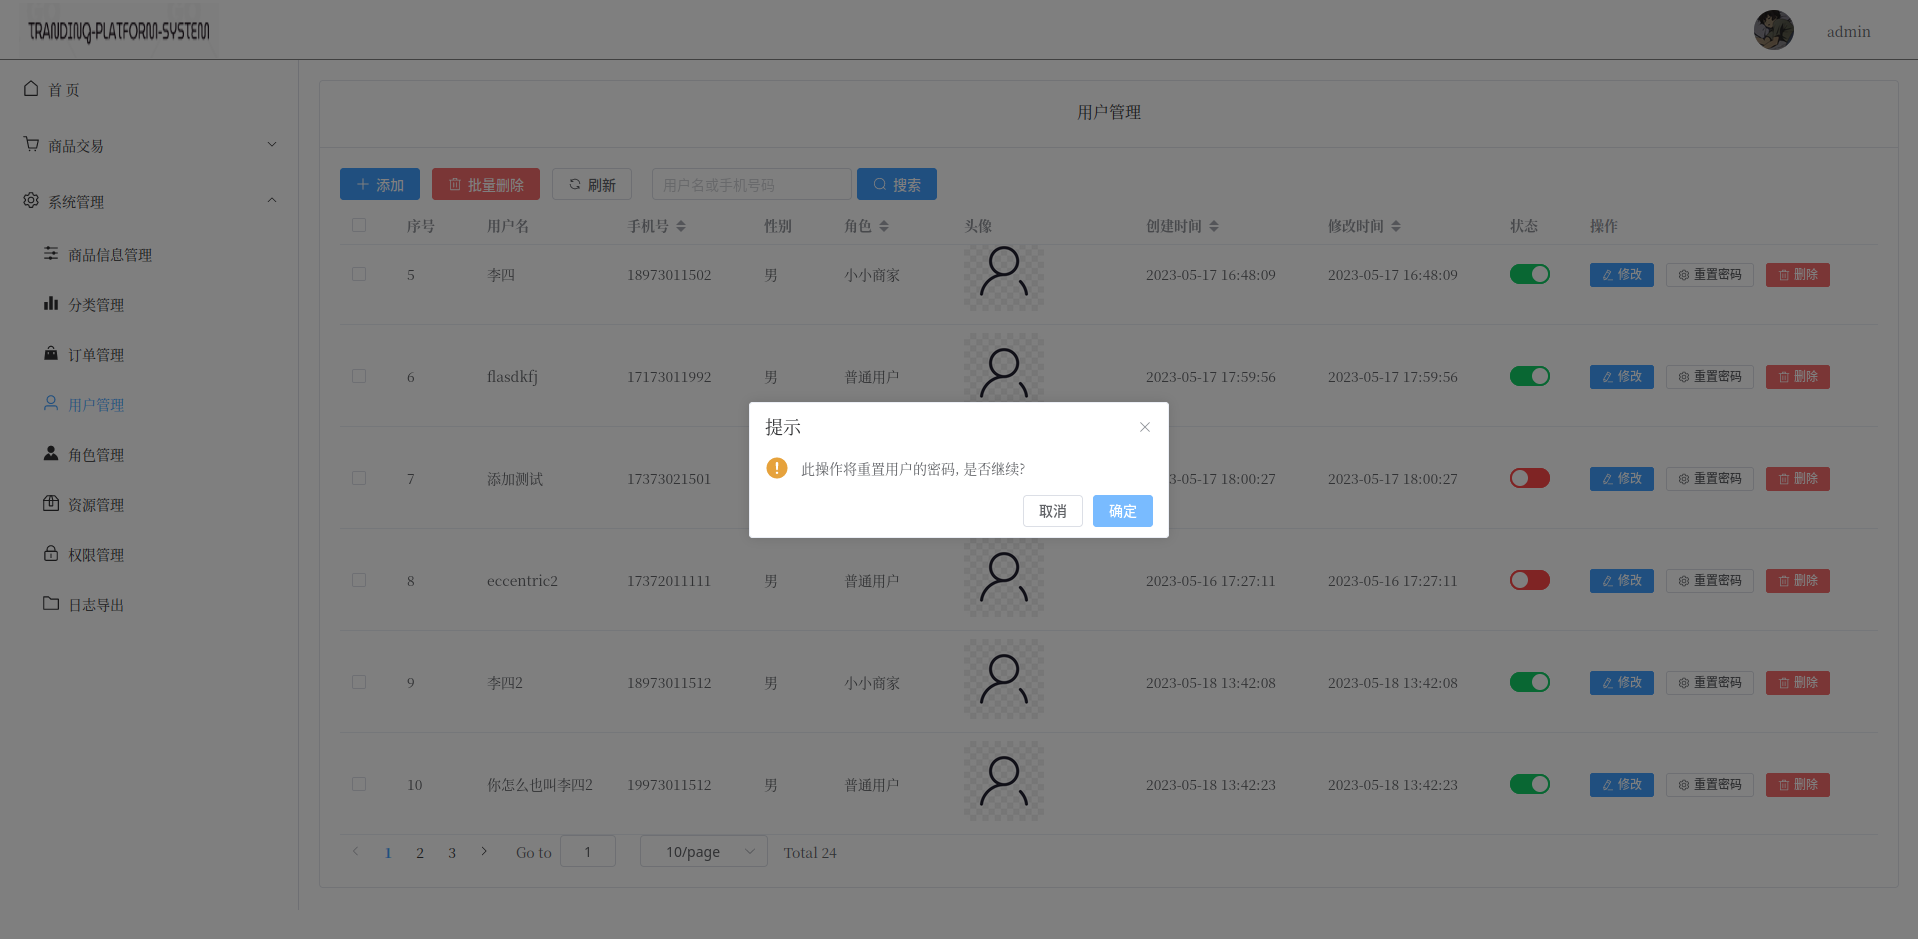 TRANDINQ-PLATFORM-SYSTEM
admin
首 页
商品交易
系统管理
商品信息管理
分类管理
订单管理
用户管理
角色管理
资源管理
权限管理
日志导出
用户管理
添加 批量删除 刷新 用户名或手机号码 搜索
序号 用户名 手机号 性别 角色 头像 创建时间 修改时间 状态 操作
5 李四 18973011502 男 小小商家 2023-05-17 16:48:09 2023-05-17 16:48:09 修改 重置密码 删除
6 flasdkfj 17173011992 男 普通用户 2023-05-17 17:59:56 2023-05-17 17:59:56 修改 重置密码 删除
7 添加测试 17373021501 3-05-17 18:00:27 2023-05-17 18:00:27 修改 重置密码 删除
8 eccentric2 17372011111 男 普通用户 2023-05-16 17:27:11 2023-05-16 17:27:11 修改 重置密码 删除
9 李四2 18973011512 男 小小商家 2023-05-18 13:42:08 2023-05-18 13:42:08 修改 重置密码 删除
10 你怎么也叫李四2 19973011512 男 普通用户 2023-05-18 13:42:23 2023-05-18 13:42:23 修改 重置密码 删除
1 2 3 Go to 1 10/page Total 24
提示
此操作将重置用户的密码, 是否继续?
取消 确定